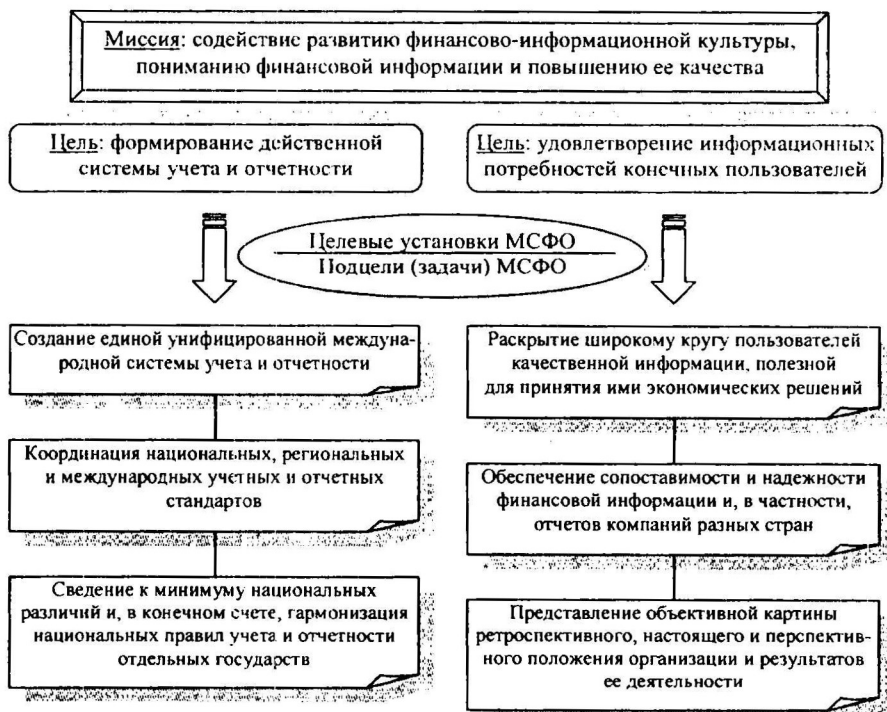 Миссия: содействие развитию финансово-информационной культуры,
пониманию финансовой информации и повышению ее качества
Цель: формирование действенной
системы учета и отчетности
Цель: удовлетворение информационных
потребностей конечных пользователей
Целевые установки МСФО
Подцели (задачи) МСФО
Создание единой унифицированной междуна-
родной системы учета и отчетности
Координация национальных, региональных
и международных учетных и отчетных
стандартов
Сведение к минимуму национальных
различий и, в конечном счете, гармонизация
национальных правил учета и отчетности
отдельных государств
Раскрытие широкому кругу пользователей
качественной информации, полезной
для принятия ими экономических решений
Обеспечение сопоставимости и надежности
финансовой информации и, в частности,
отчетов компаний разных стран
Представление объективной картины
ретроспективного, настоящего и перспектив-
ного положения организации и результатов
ее деятельности